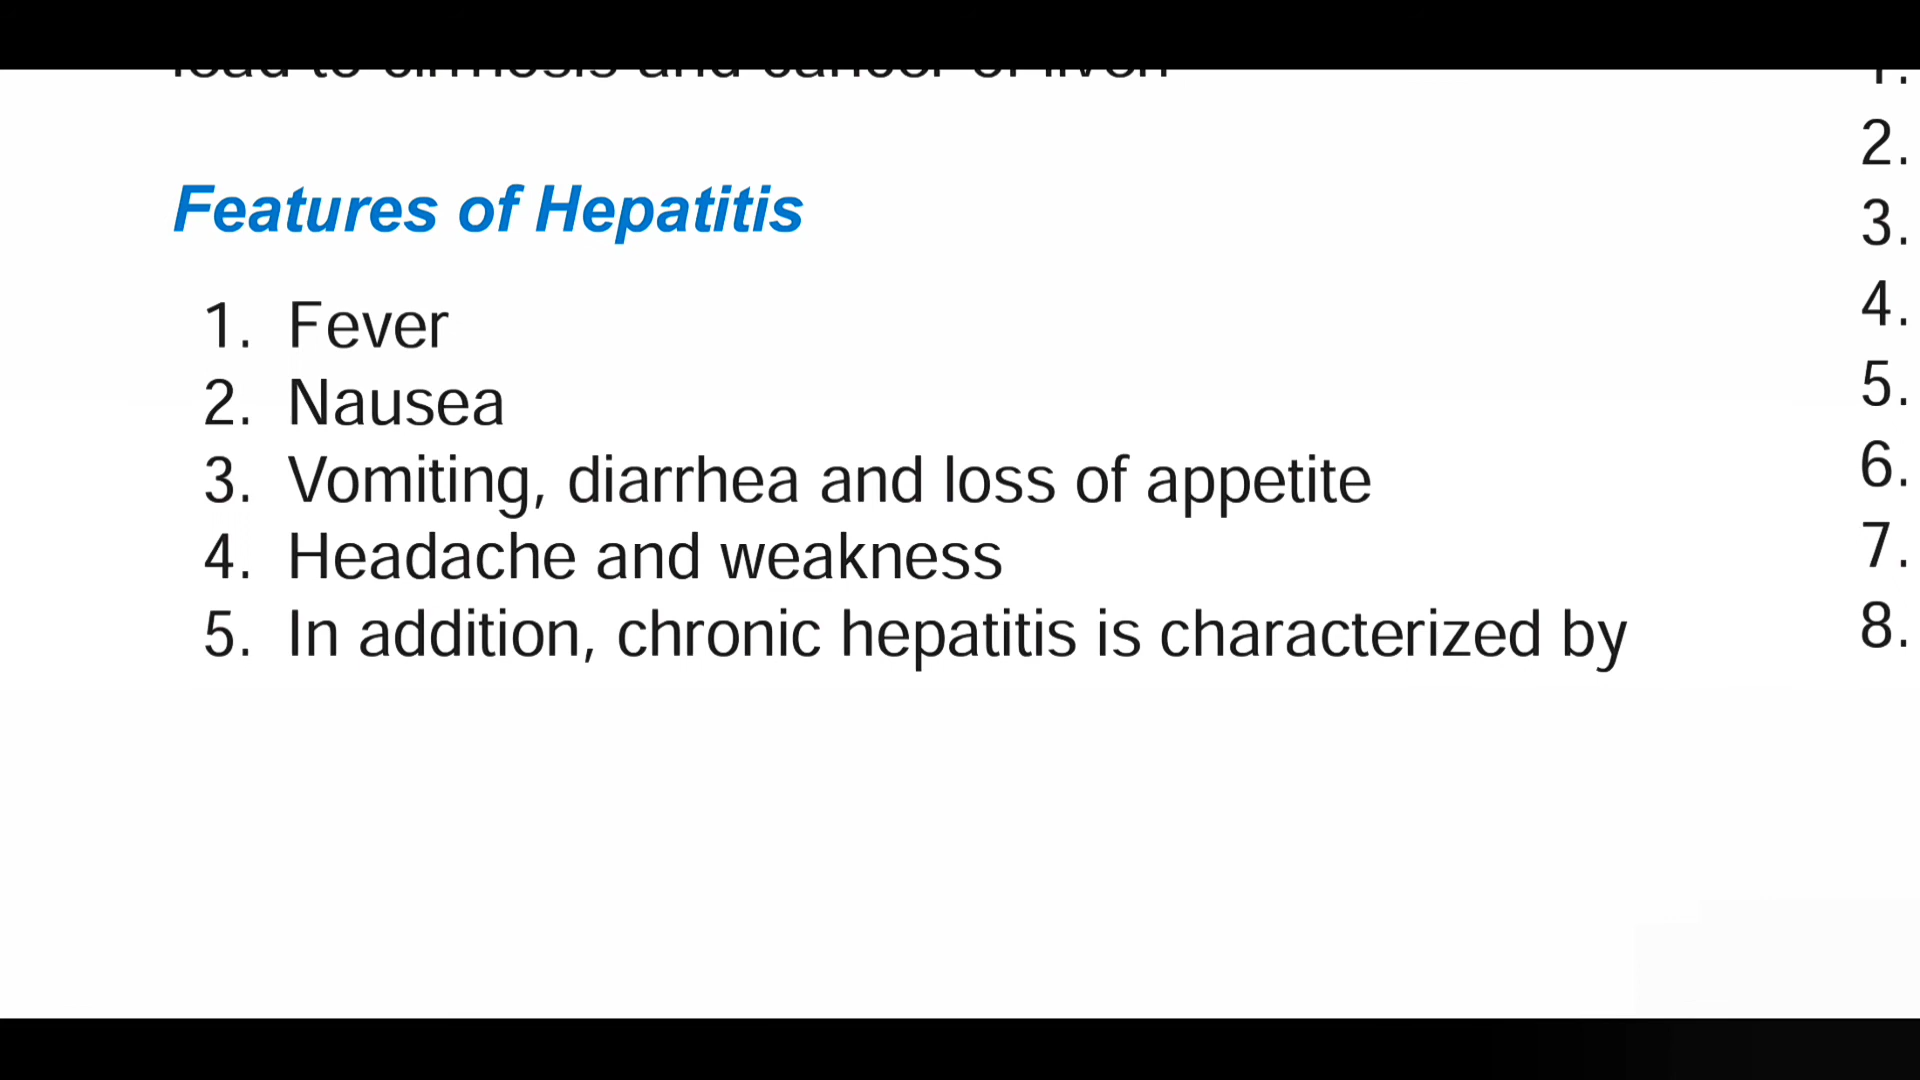 lead to cirrhosis and cancer of liver.
Features of Hepatitis
1. Fever
2. Nausea
3. Vomiting, diarrhea and loss of appetite
4. Headache and weakness
5. In addition, chronic hepatitis is characterized by
1.
2.
3.
4.
5.
6.
7.
8.